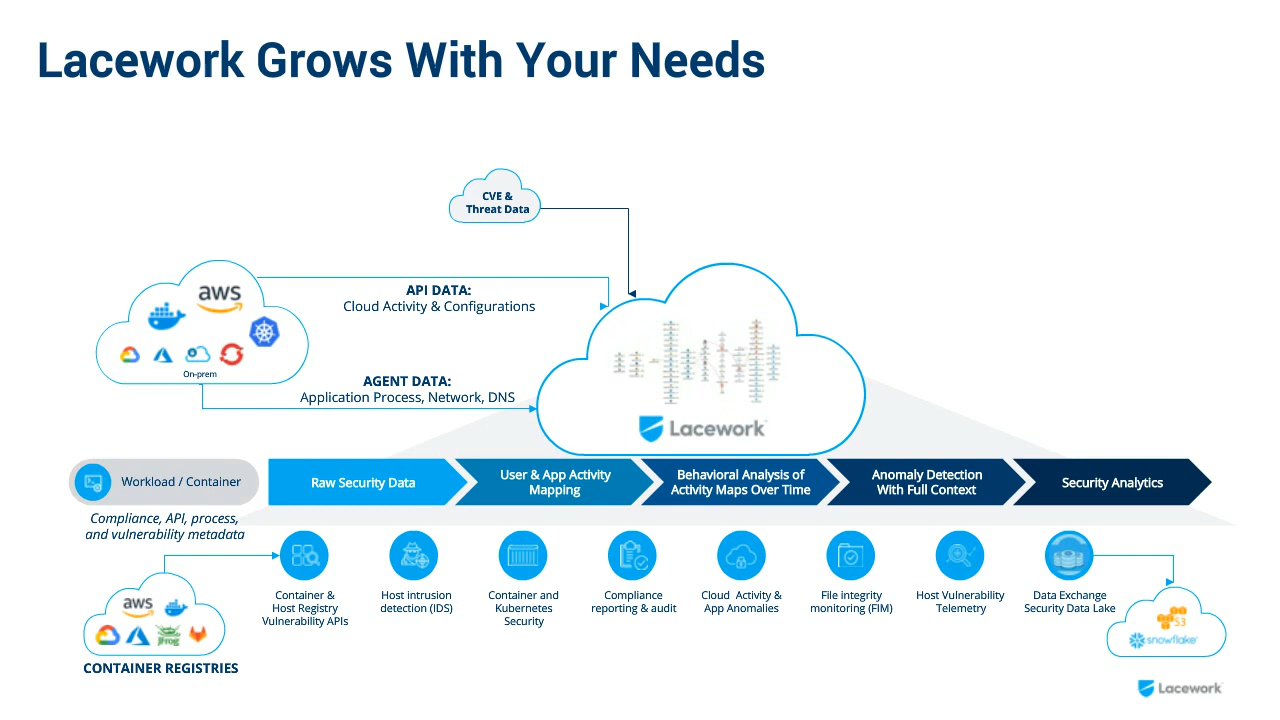 Lacework Grows With Your Needs
CVE &
Threat Data
aws
API DATA:
Cloud Activity & Configurations
On-prem
AGENT DATA:
Application Process, Network, DNS
Lacework
Workload / Container
Raw Security Data
User & App Activity
Mapping
Behavioral Analysis of
Activity Maps Over Time
Anomaly Detection
With Full Context
Security Analytics
Compliance, API, process,
and vulnerability metadata
Container &
Host Registry
Vulnerability APIs
Host intrusion
detection (IDS)
Container and
Kubernetes
Security
Compliance
reporting & audit
Cloud Activity &
App Anomalies
File integrity
monitoring (FIM)
Host Vulnerability
Telemetry
Data Exchange
Security Data Lake
aws
JFrog
CONTAINER REGISTRIES
S3
snowflake
Lacework